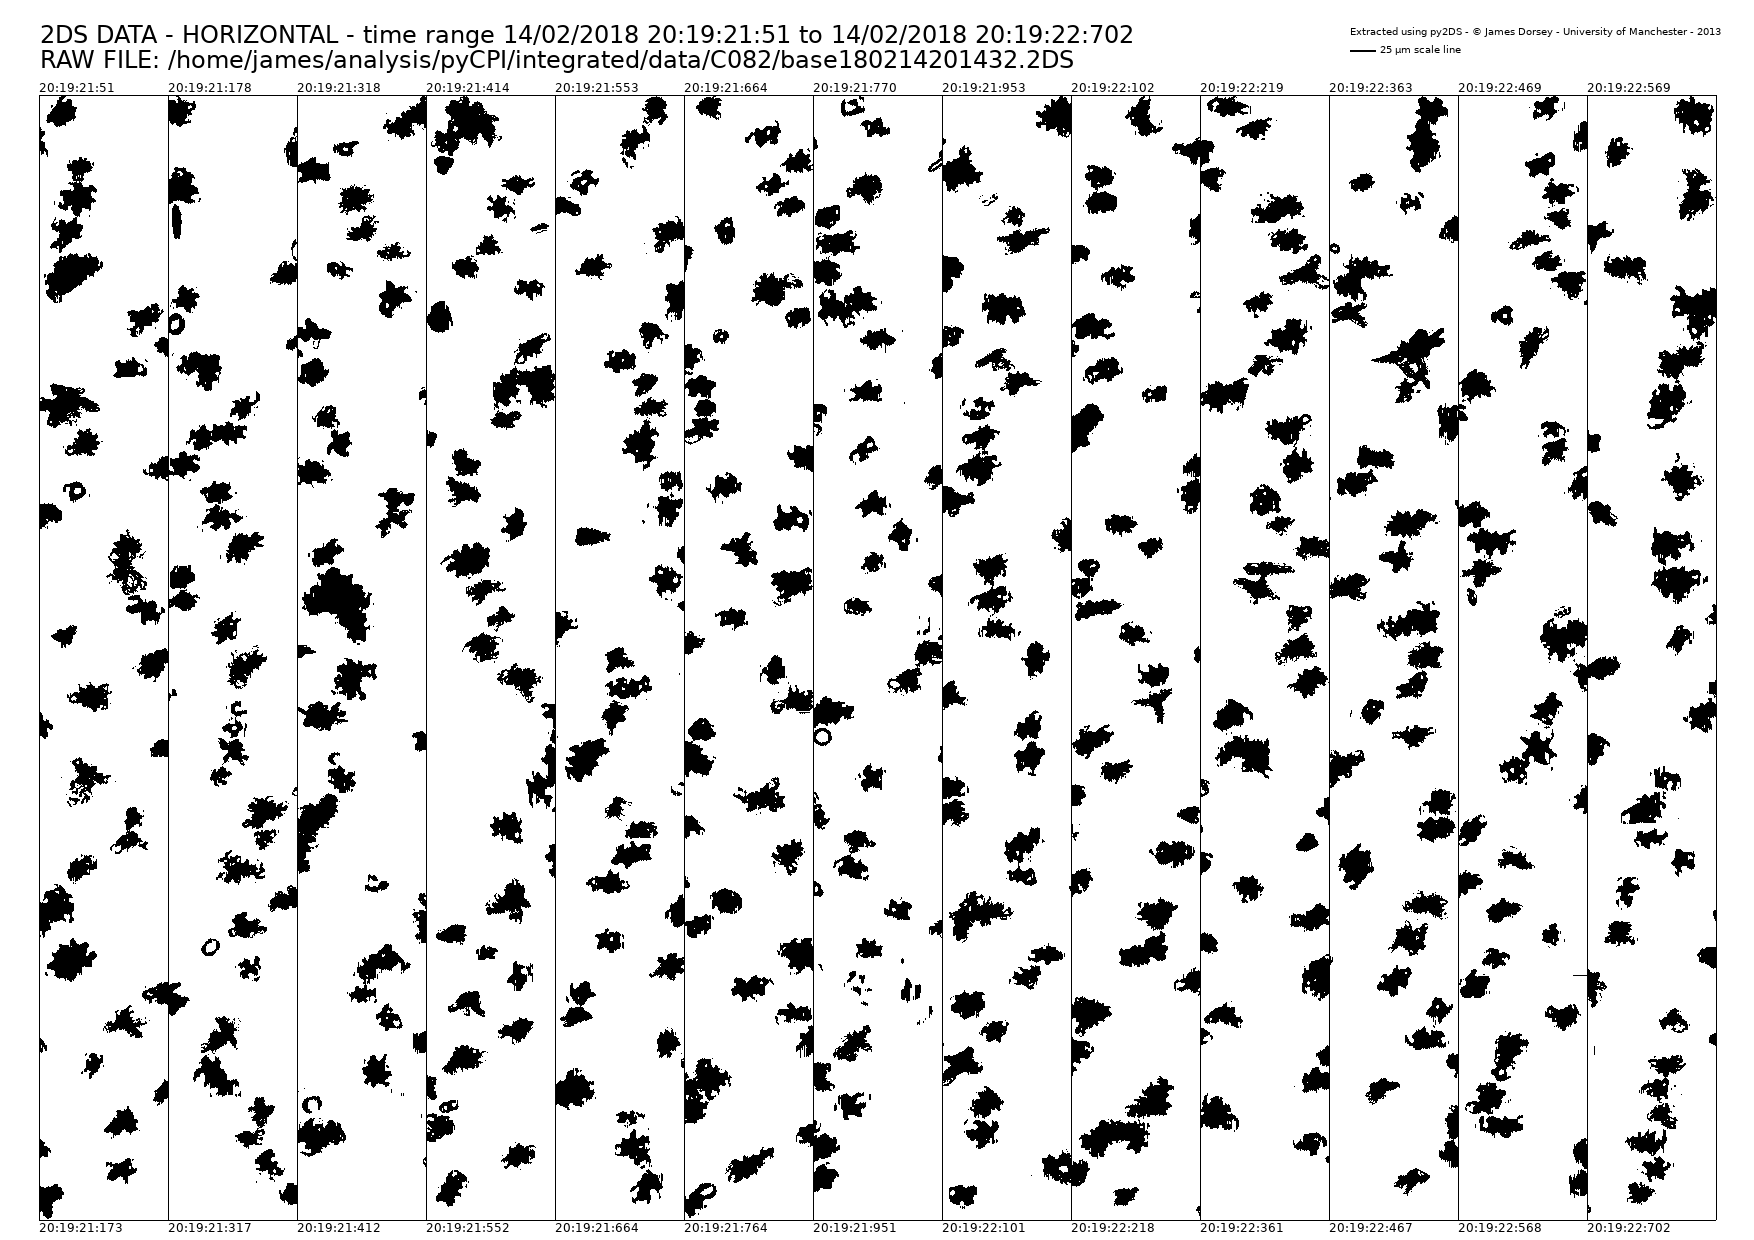 2DS DATA - HORIZONTAL - time range 14/02/2018 20:19:21:51 to 14/02/2018 20:19:22:702
RAW FILE: /home/james/analysis/pyCPI/integrated/data/C082/base180214201432.2DS
Extracted using py2DS - © James Dorsey - University of Manchester - 2013
25 µm scale line
20:19:21:51 20:19:21:178 20:19:21:318 20:19:21:414 20:19:21:553 20:19:21:664 20:19:21:770 20:19:21:953 20:19:22:102 20:19:22:219 20:19:22:363 20:19:22:469 20:19:22:569
20:19:21:173 20:19:21:317 20:19:21:412 20:19:21:552 20:19:21:664 20:19:21:764 20:19:21:951 20:19:22:101 20:19:22:218 20:19:22:361 20:19:22:467 20:19:22:568 20:19:22:702